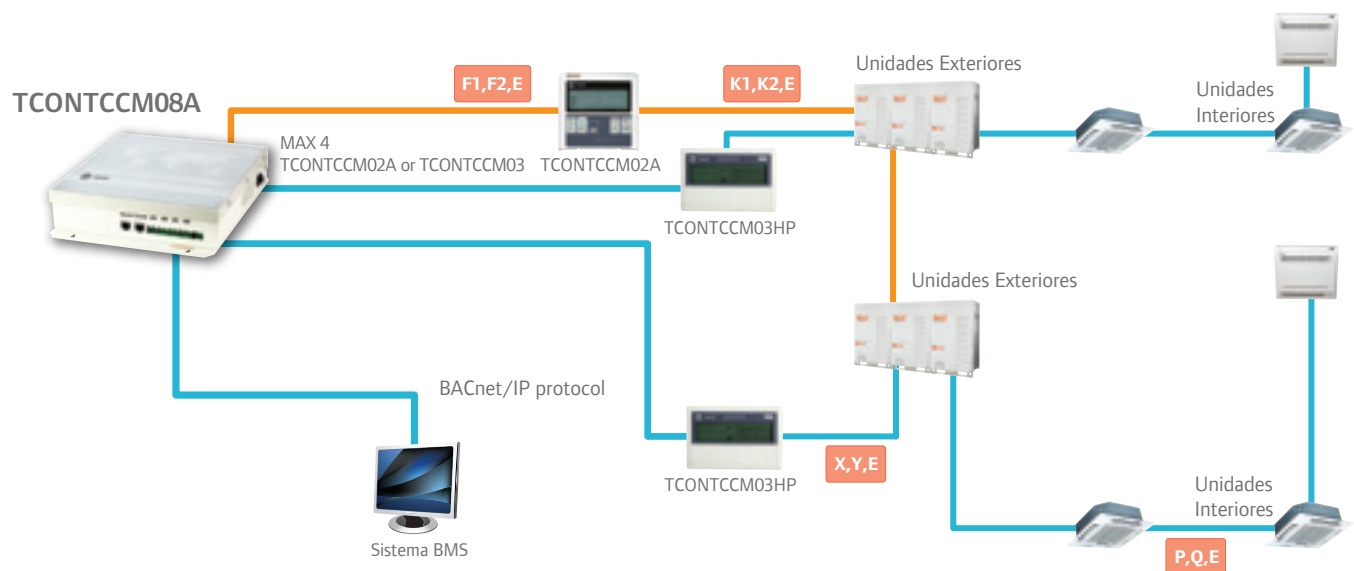 TCONTCCM08A
F1,F2,E
K1,K2,E
Unidades Exteriores
Unidades
Interiores
MAX 4
TCONTCCM02A or TCONTCCM03
TCONTCCM02A
TCONTCCM03HP
Unidades Exteriores
BACnet/IP protocol
X,Y,E
TCONTCCM03HP
Unidades
Interiores
P,Q,E
Sistema BMS